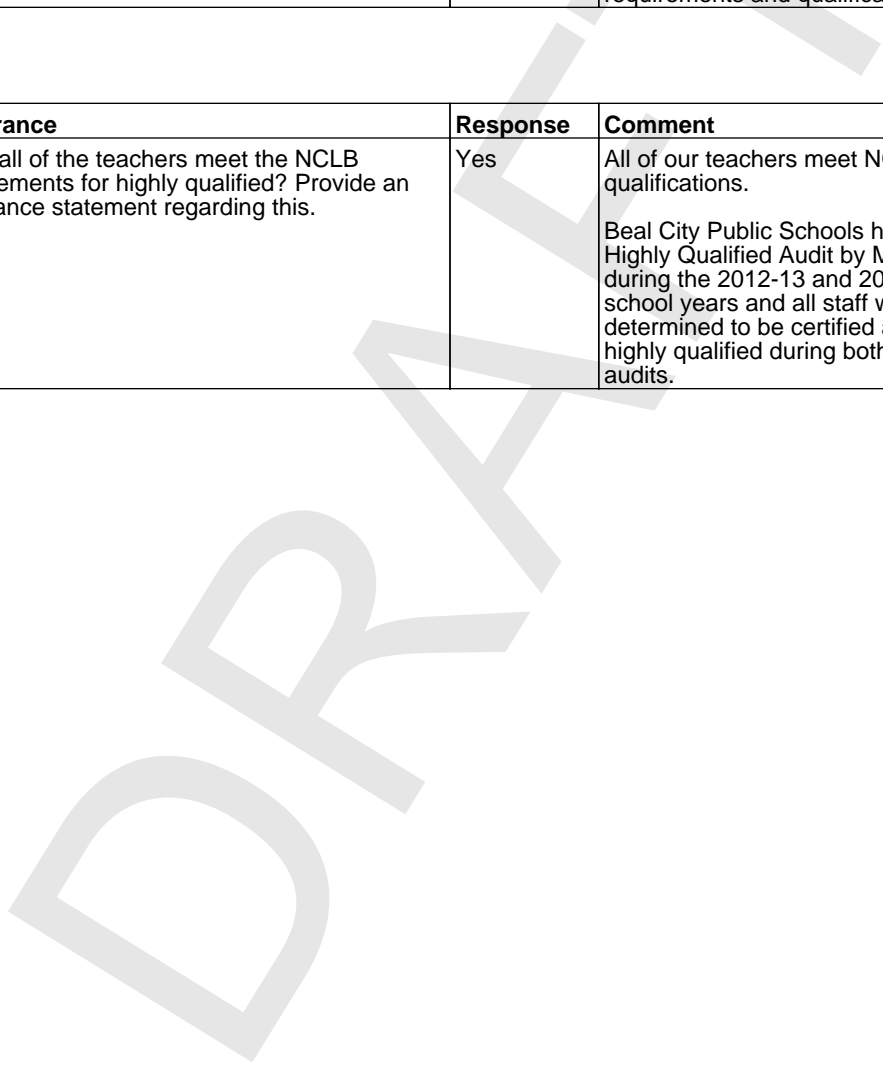 requirements and
rance Response Comment
all of the teachers meet the NCLB Yes All of our teachers meet
ements for highly qualified? Provide an qualifications.
ance statement regarding this.
Beal City Public Schools
Highly Qualified Audit by
during the 2012-13 and
school years and all staff
determined to be certified
highly qualified during both
audits.
DRAFT